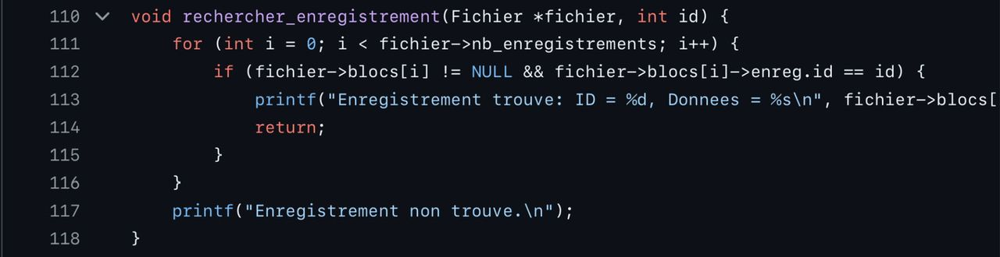 110 void rechercher_enregistrement(Fichier *fichier, int id) {
111 for (int i = 0; i < fichier->nb_enregistrements; i++) {
112 if (fichier->blocs[i] != NULL && fichier->blocs[i]->enreg.id == id) {
113 printf("Enregistrement trouve: ID = %d, Donnees = %s\n", fichier->blocs[
114 return;
115 }
116 }
117 printf("Enregistrement non trouve.\n");
118 }